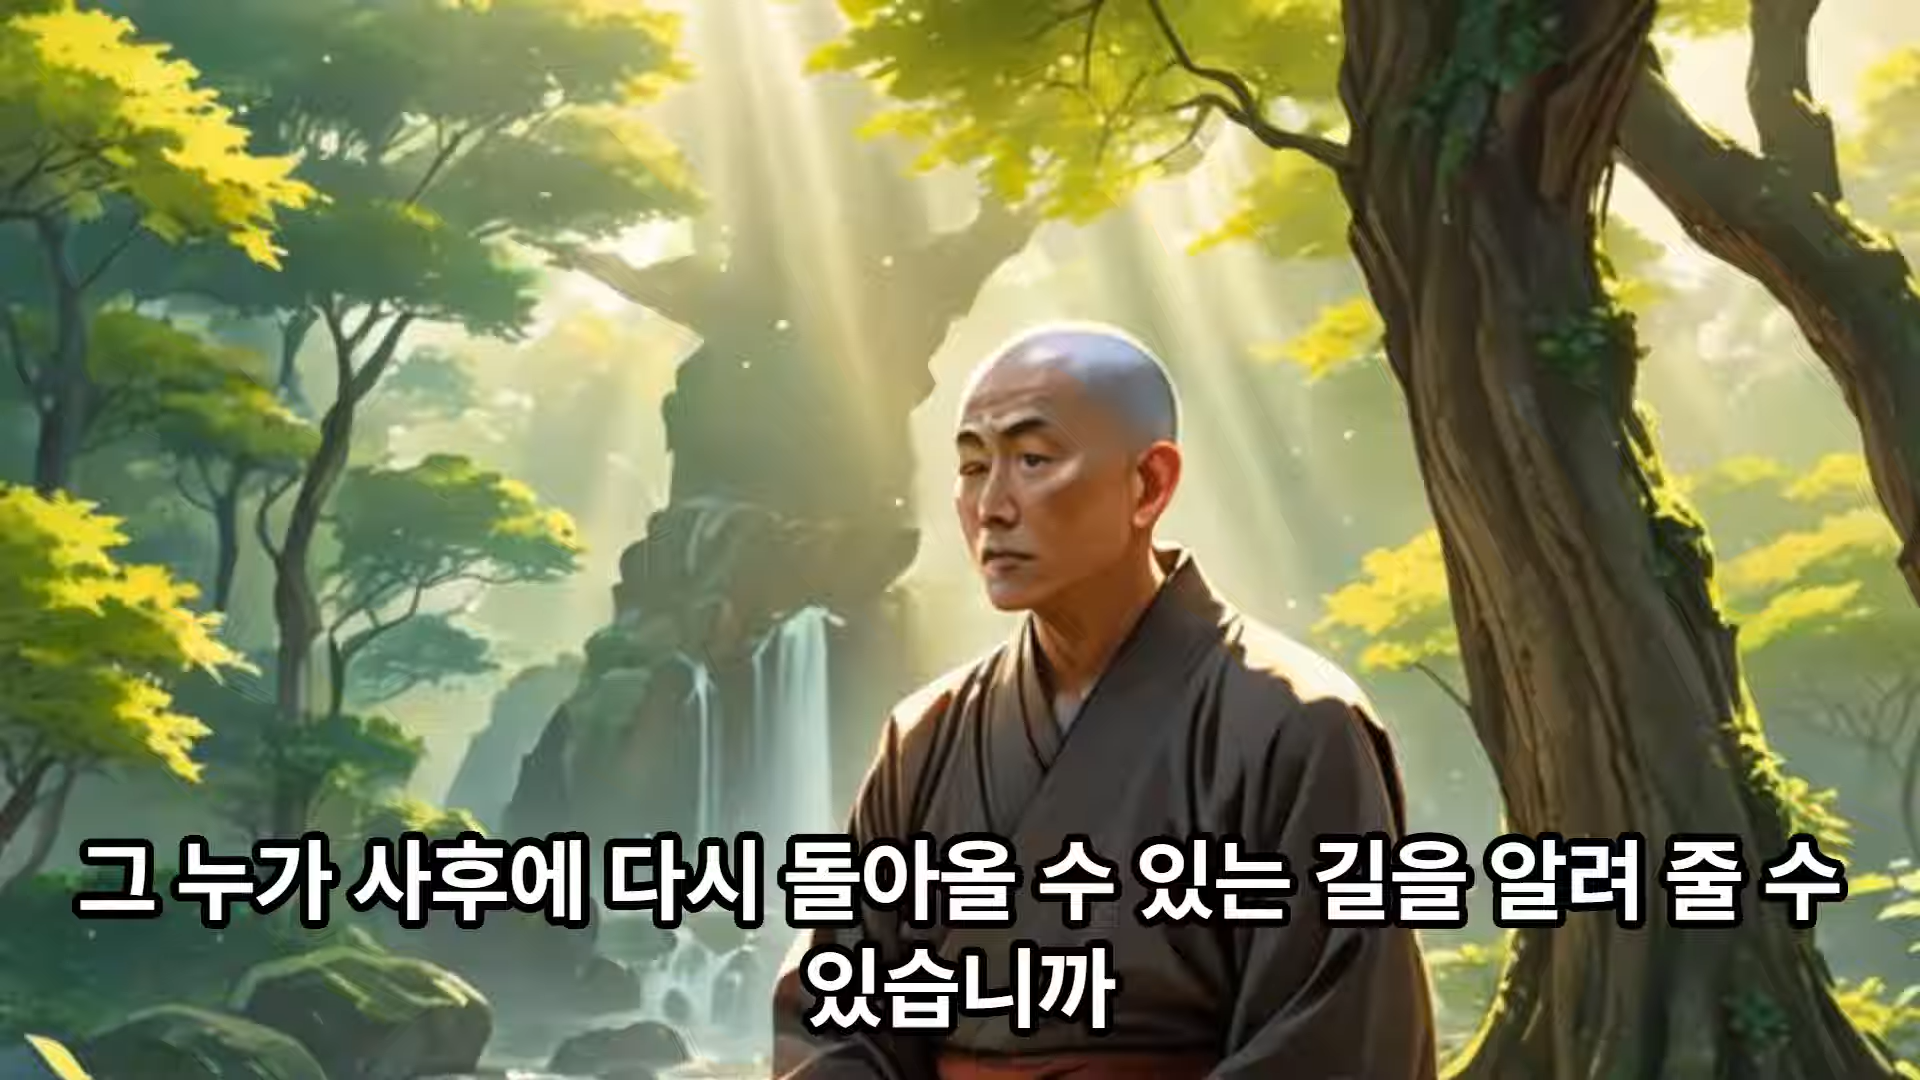 그 누가 사후에 다시 돌아올 수 있는 길을 알려 줄 수
있습니까